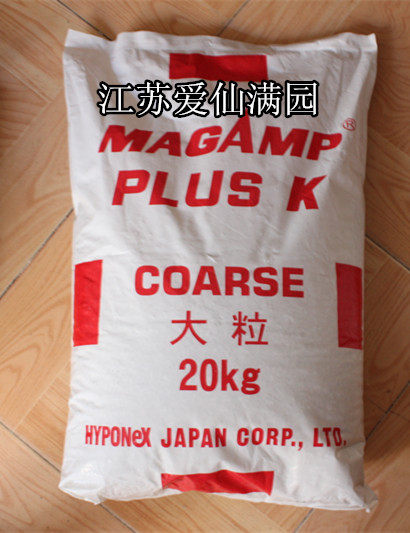 江苏爱仙满园
MAGAMP®
PLUS K
COARSE
大粒
20kg
HYPONeX JAPAN CORP., LTD.